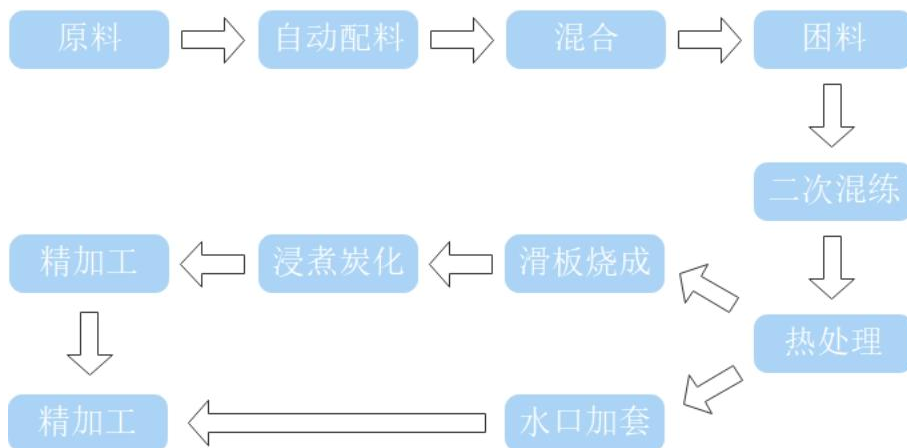 原料
自动配料
混合
困料
二次混练
精加工
浸煮炭化
滑板烧成
热处理
精加工
水口加套